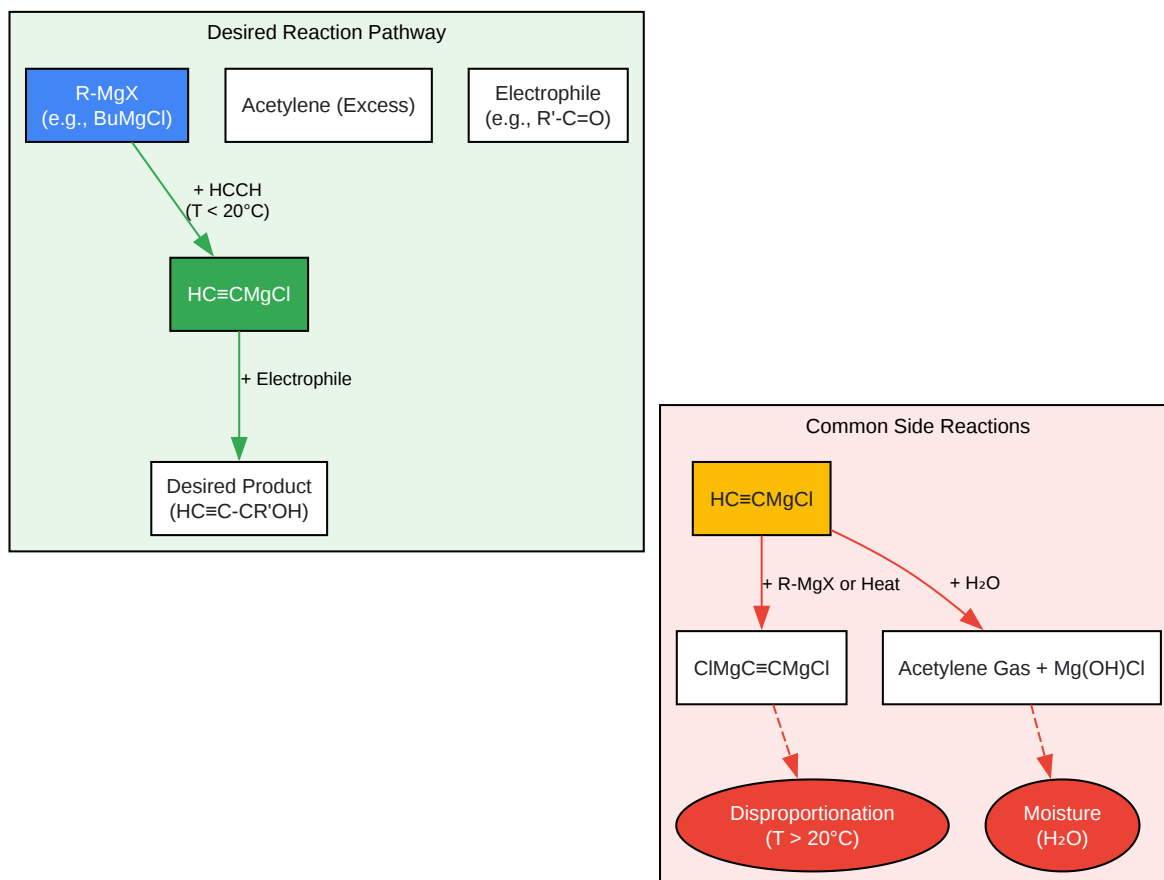 Desired Reaction Pathway
R-MgX
(e.g., BuMgCl)
Acetylene (Excess)
Electrophile
(e.g., R'-C=O)
+ HCCH
(T < 20°C)
HC≡CMgCl
+ Electrophile
Desired Product
(HC≡C-CR'OH)
Common Side Reactions
HC≡CMgCl
+ R-MgX or Heat
+ H₂O
ClMgC≡CMgCl
Acetylene Gas + Mg(OH)Cl
Disproportionation
(T > 20°C)
Moisture
(H₂O)